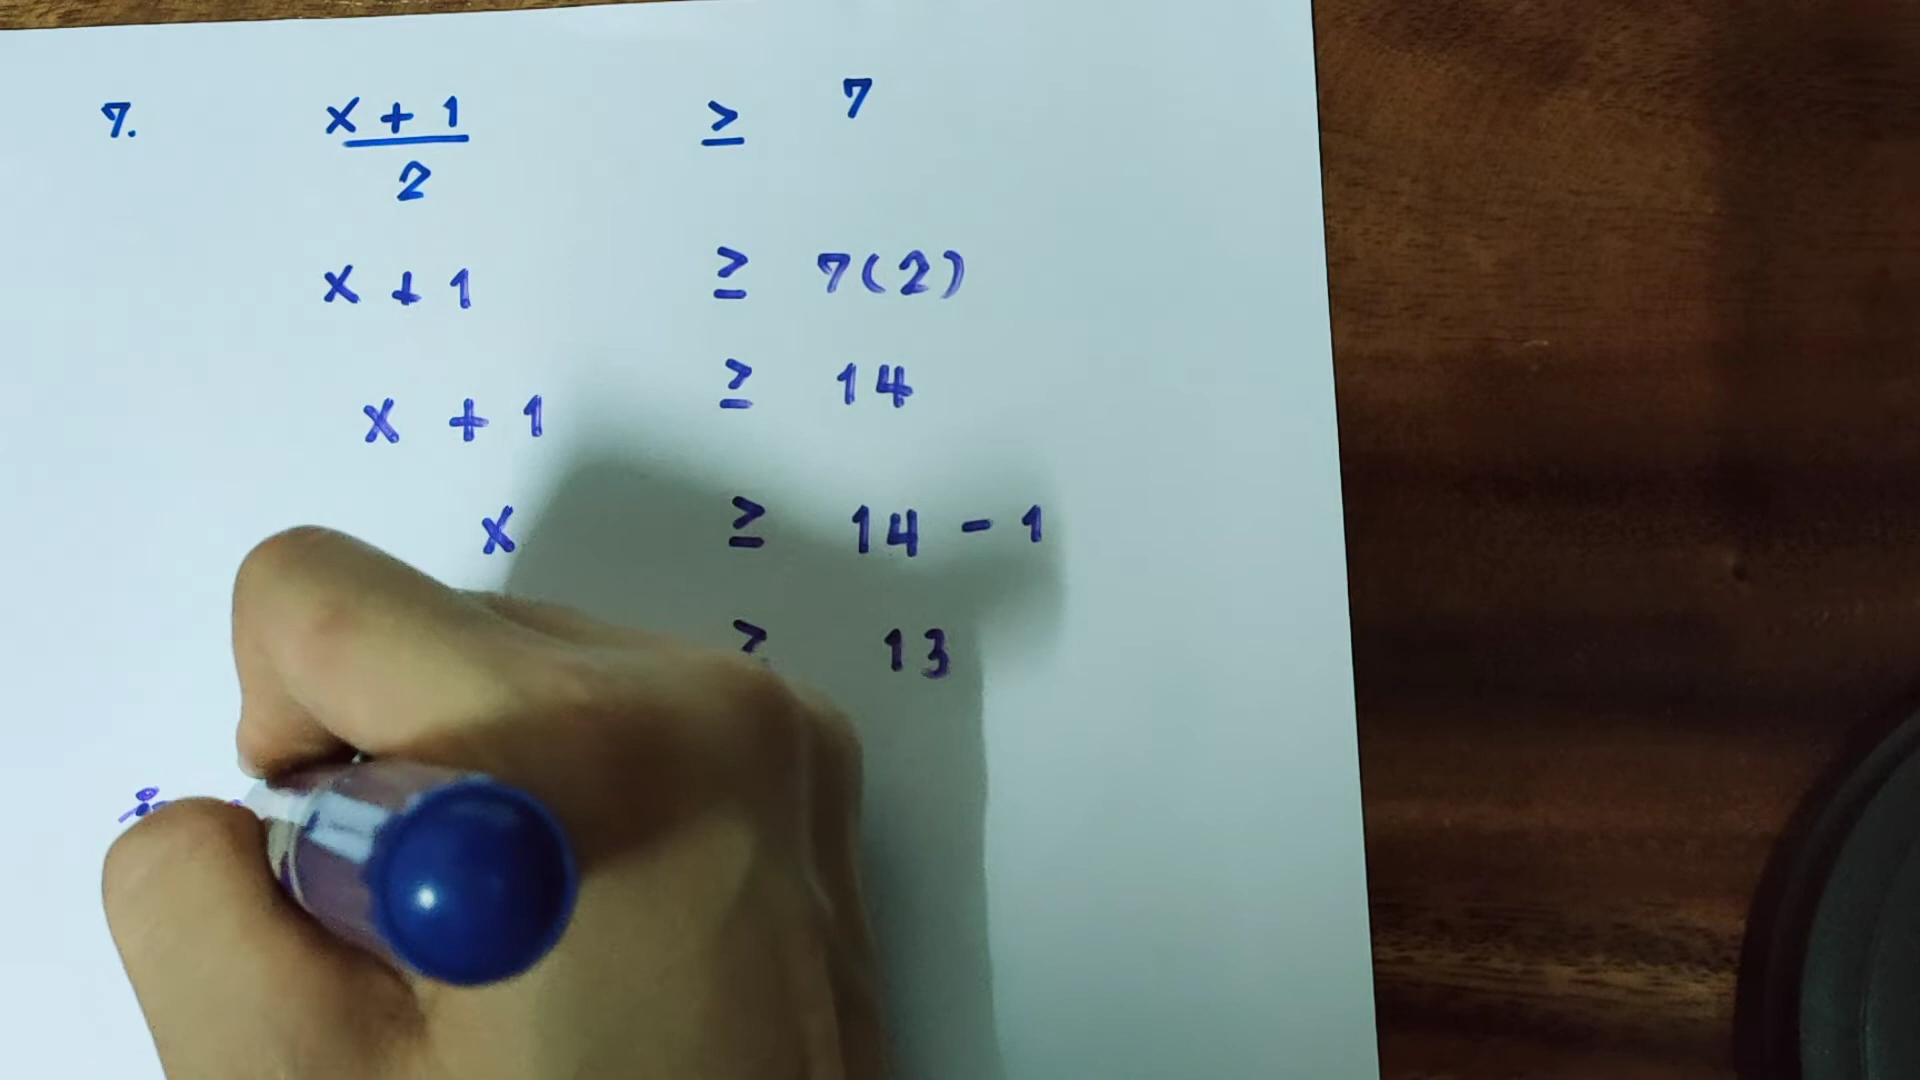 7. x + 1 ≥ 7
2
x + 1 ≥ 7(2)
x + 1 ≥ 14
x ≥ 14 - 1
≥ 13